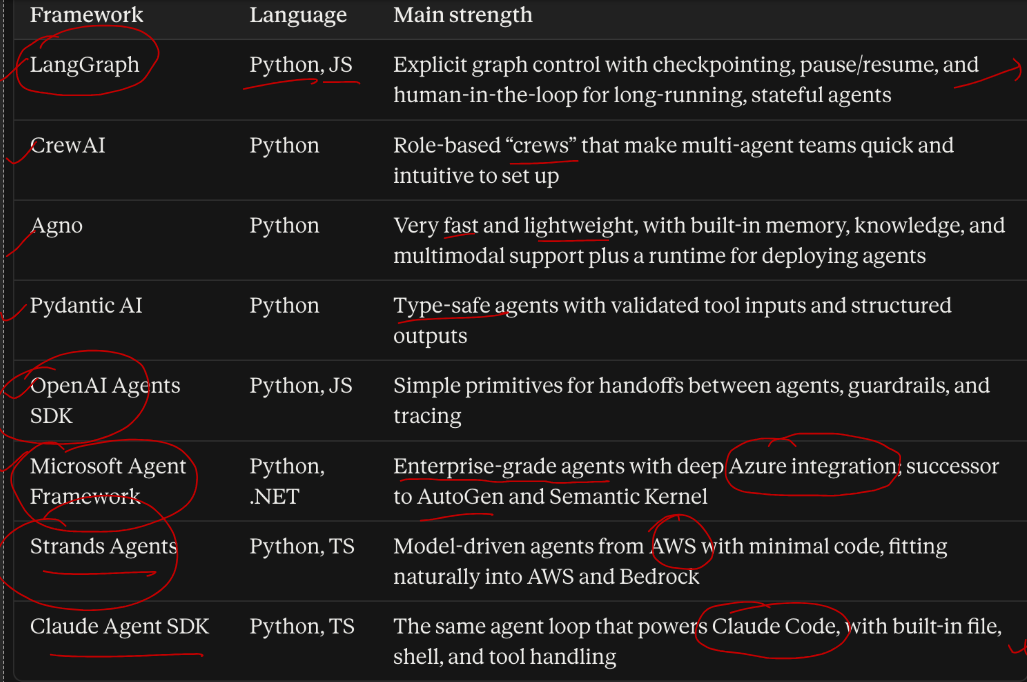 Framework Language Main strength
LangGraph Python, JS Explicit graph control with checkpointing, pause/resume, and
human-in-the-loop for long-running, stateful agents
CrewAI Python Role-based “crews” that make multi-agent teams quick and
intuitive to set up
Agno Python Very fast and lightweight, with built-in memory, knowledge, and
multimodal support plus a runtime for deploying agents
Pydantic AI Python Type-safe agents with validated tool inputs and structured
outputs
OpenAI Agents Python, JS Simple primitives for handoffs between agents, guardrails, and
SDK tracing
Microsoft Agent Python, Enterprise-grade agents with deep Azure integration; successor
Framework .NET to AutoGen and Semantic Kernel
Strands Agents Python, TS Model-driven agents from AWS with minimal code, fitting
naturally into AWS and Bedrock
Claude Agent SDK Python, TS The same agent loop that powers Claude Code, with built-in file,
shell, and tool handling